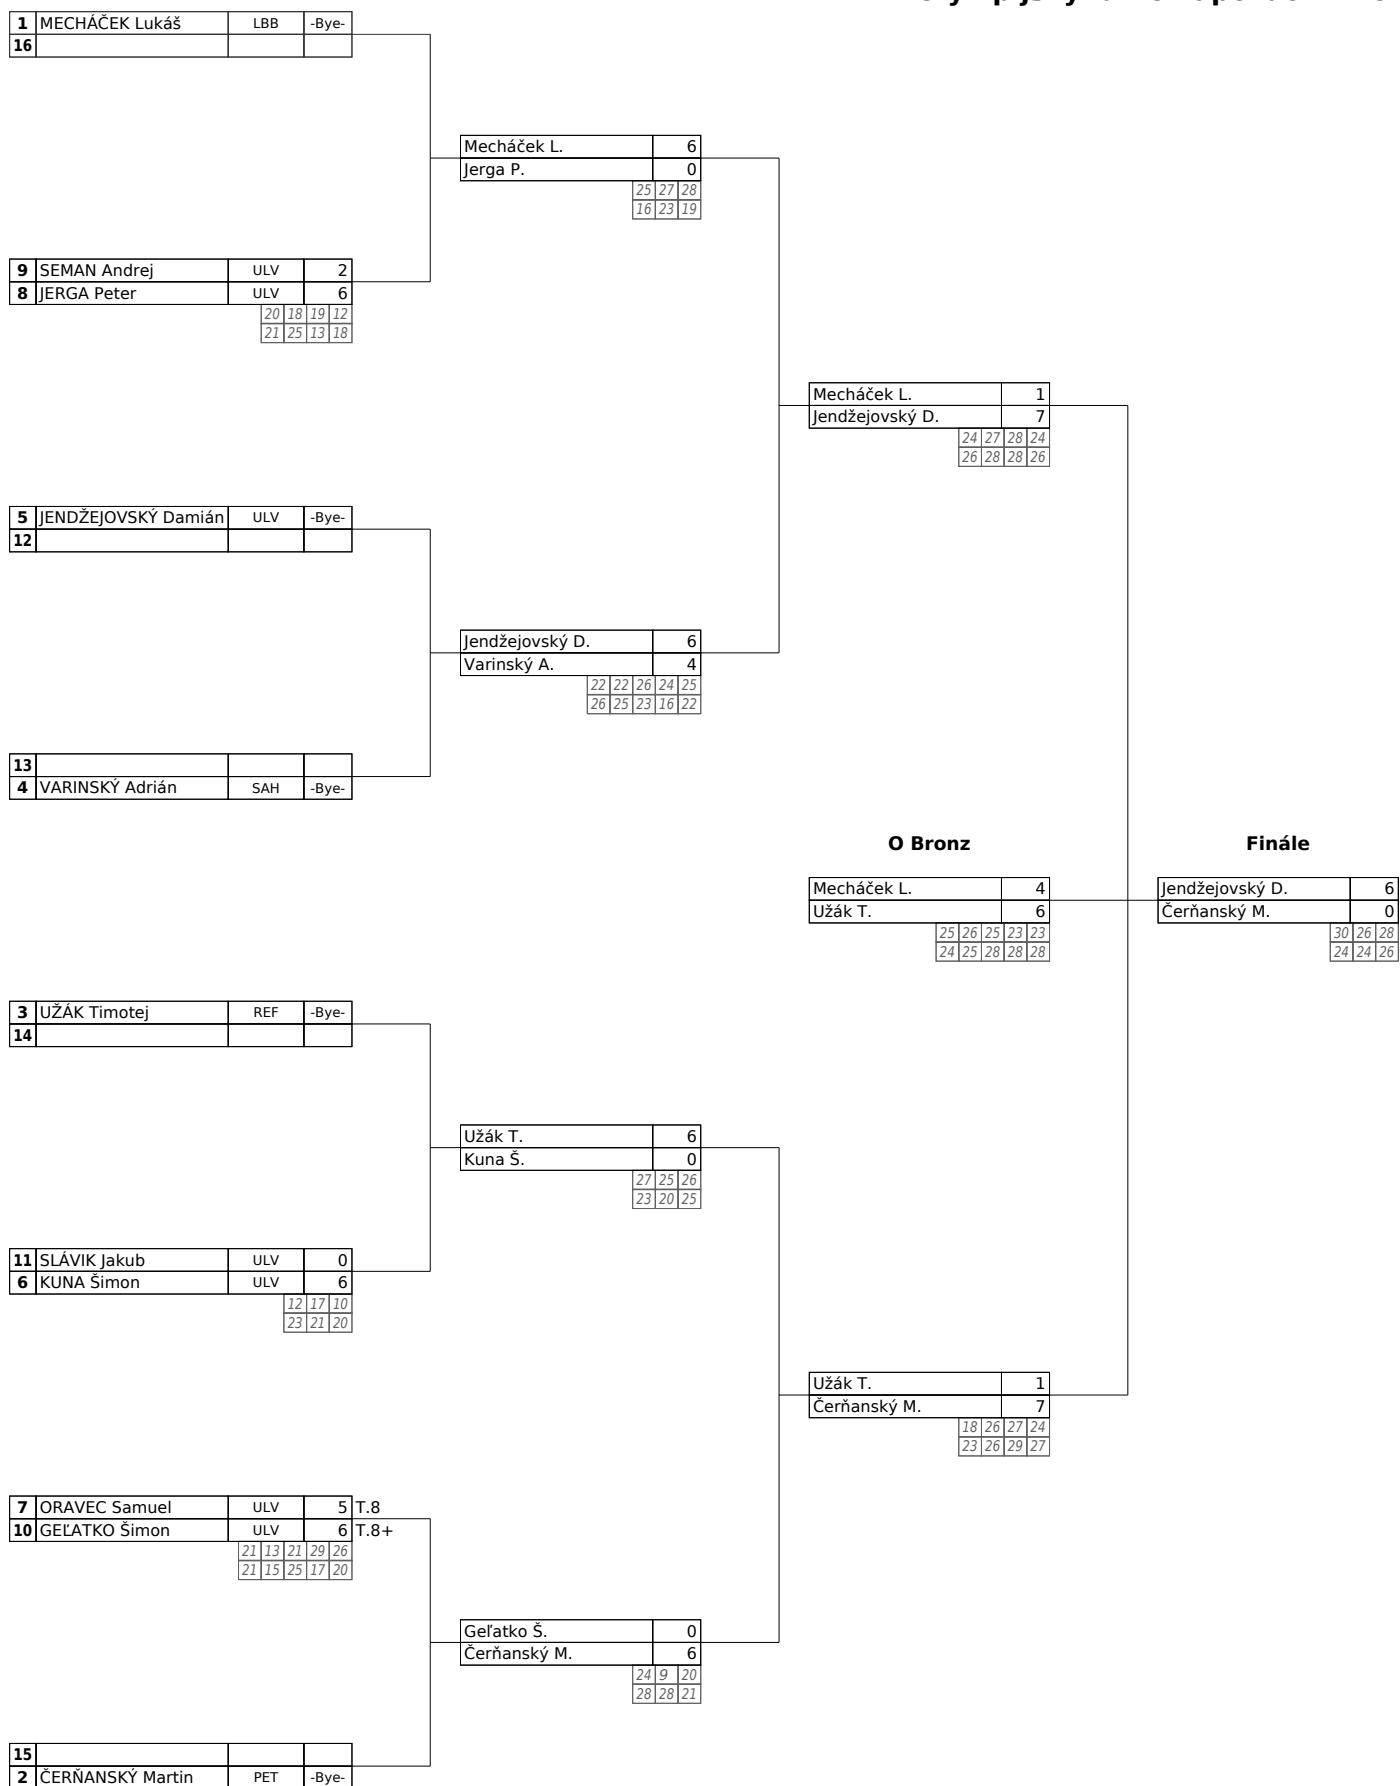 1 MECHÁČEK Lukáš LBB -Bye-
16
Mecháček L. 6
Jerga P. 0
25 27 28
16 23 19
9 SEMAN Andrej ULV 2
8 JERGA Peter ULV 6
20 18 19 12
21 25 13 18
Mecháček L. 1
Jendžejovský D. 7
24 27 28 24
26 28 28 26
5 JENDŽEJOVSKÝ Damián ULV -Bye-
12
Jendžejovský D. 6
Varinský A. 4
22 22 26 24 25
26 25 23 16 22
13
4 VARINSKÝ Adrián SAH -Bye-
O Bronz Finále
Mecháček L. 4 Jendžejovský D. 6
Užák T. 6 Čerňanský M. 0
25 26 25 23 23 30 26 28
24 25 28 28 28 24 24 26
3 UŽÁK Timotej REF -Bye-
14
Užák T. 6
Kuna Š. 0
27 25 26
23 20 25
11 SLÁVIK Jakub ULV 0
6 KUNA Šimon ULV 6
12 17 10
23 21 20
Užák T. 1
Čerňanský M. 7
18 26 27 24
23 26 29 27
7 ORAVEC Samuel ULV 5 T.8
10 GEĽATKO Šimon ULV 6 T.8+
21 13 21 29 26
21 15 25 17 20
Geľatko Š. 0
Čerňanský M. 6
24 9 20
28 28 21
15
2 ČERŇANSKÝ Martin PET -Bye-